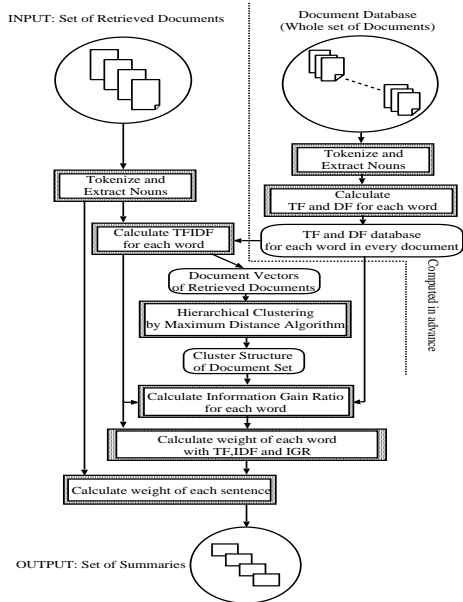 INPUT: Set of Retrieved Documents
Document Database
(Whole set of Documents)
Tokenize and
Extract Nouns
Tokenize and
Extract Nouns
Calculate
TF and DF for each word
Calculate TFIDF
for each word
TF and DF database
for each word in every document
Computed in advance
Document Vectors
of Retrieved Documents
Hierarchical Clustering
by Maximum Distance Algorithm
Cluster Structure
of Document Set
Calculate Information Gain Ratio
for each word
Calculate weight of each word
with TF,IDF and IGR
Calculate weight of each sentence
OUTPUT: Set of Summaries